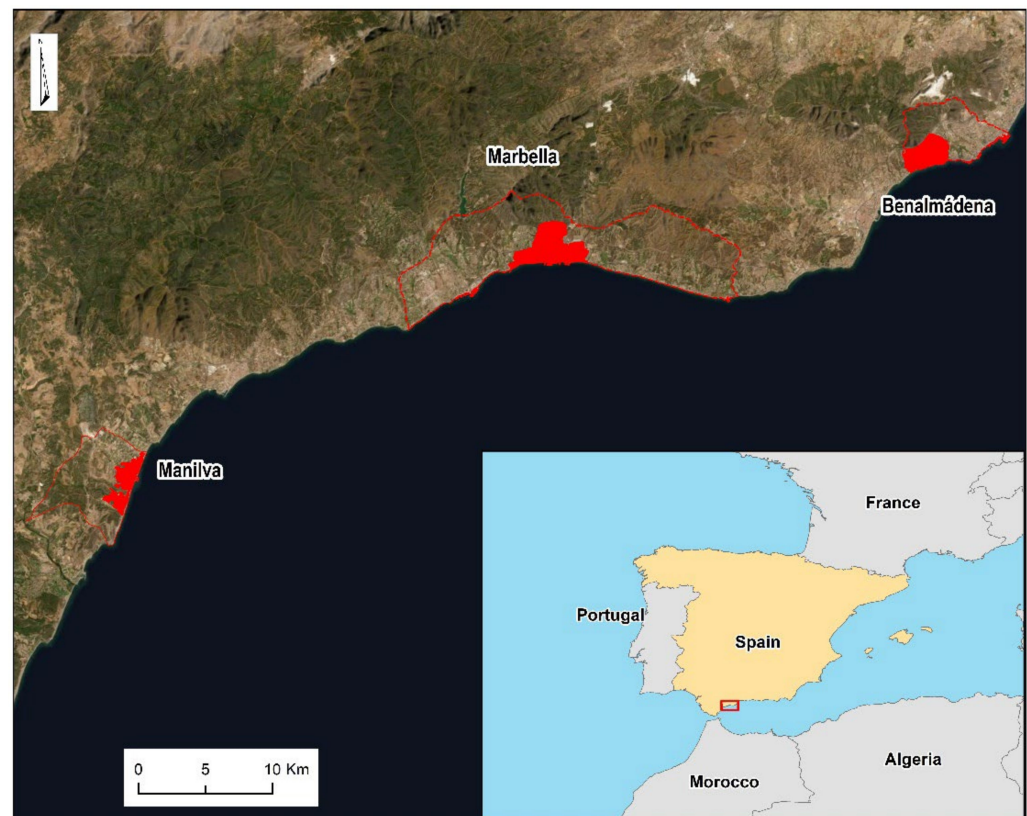 N
Marbella
Benalmádena
Manilva
France
Portugal
Spain
Algeria
Morocco
0 5 10 Km